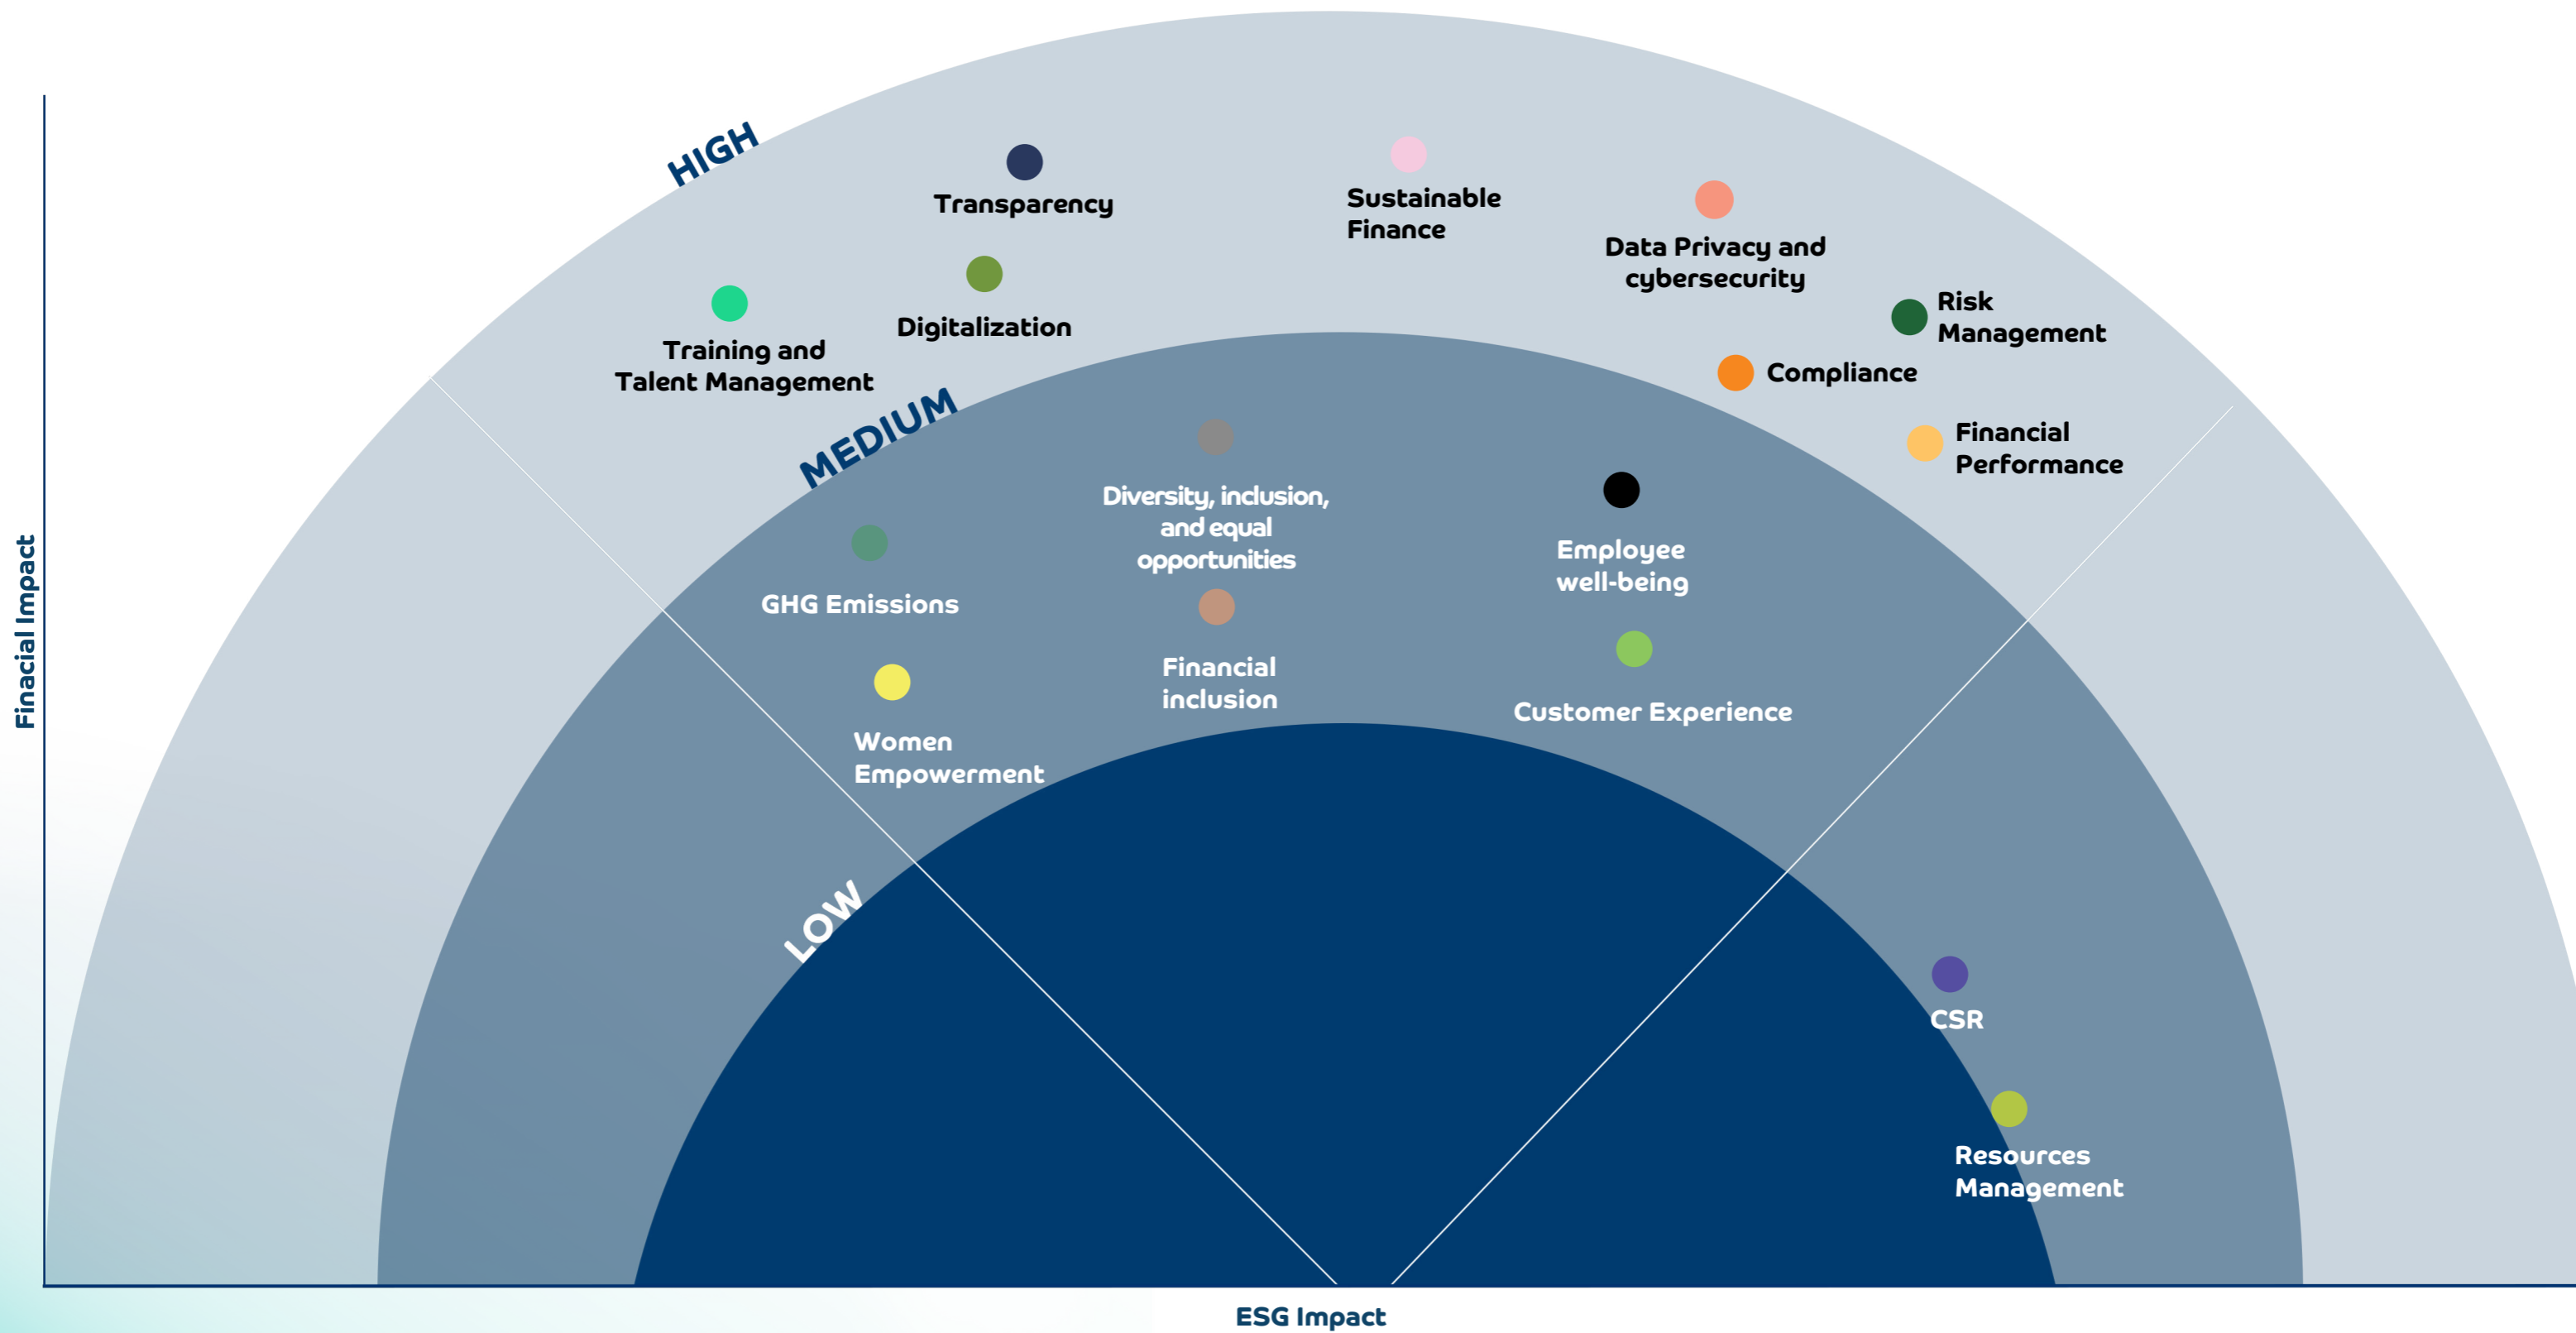 HIGH
Transparency
Sustainable
Finance
Data Privacy and
cybersecurity
Digitalization
Training and
Talent Management
Risk
Management
Compliance
Financial
Performance
MEDIUM
Diversity, inclusion,
and equal
opportunities
Employee
well-being
GHG Emissions
Financial
inclusion
Customer Experience
Women
Empowerment
LOW
CSR
Resources
Management
Finacial Impact
ESG Impact